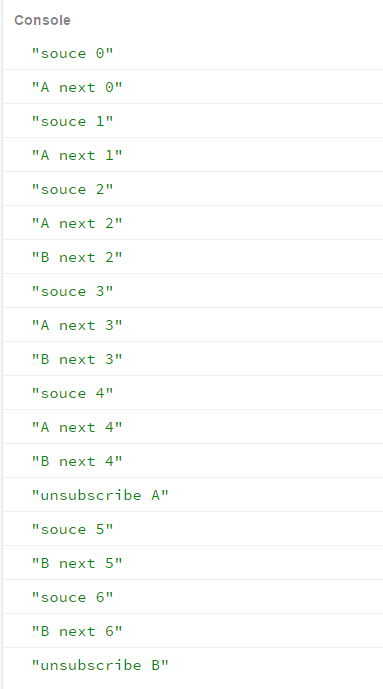 Console
"souce 0"
"A next 0"
"souce 1"
"A next 1"
"souce 2"
"A next 2"
"B next 2"
"souce 3"
"A next 3"
"B next 3"
"souce 4"
"A next 4"
"B next 4"
"unsubscribe A"
"souce 5"
"B next 5"
"souce 6"
"B next 6"
"unsubscribe B"